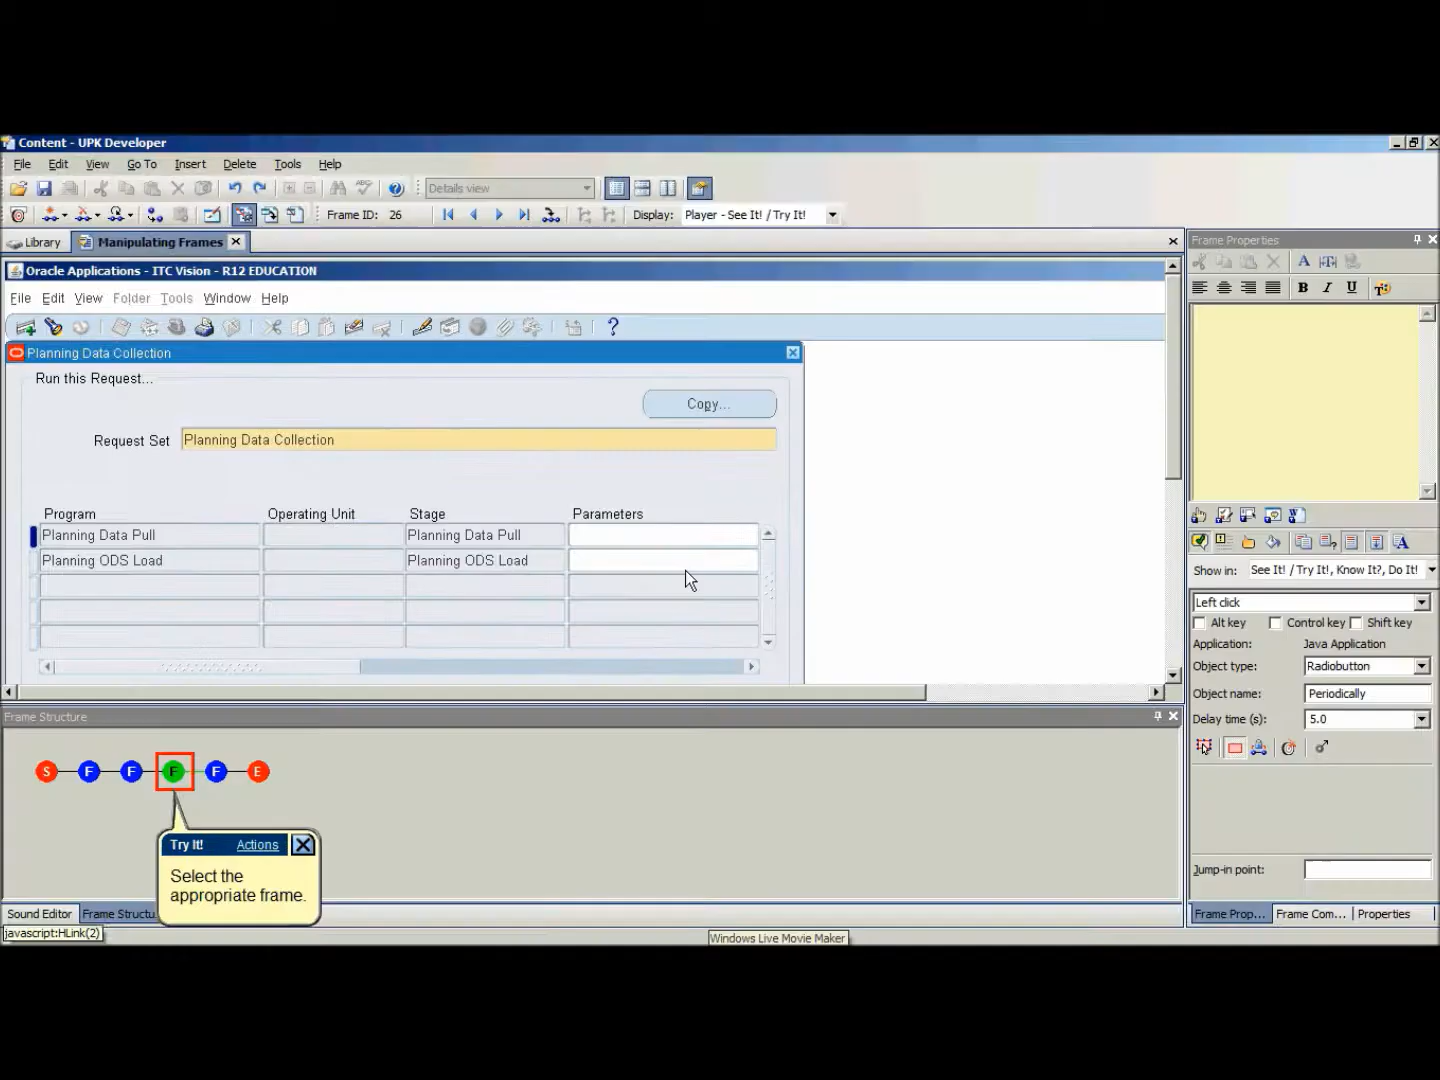 Content - UPK Developer
File Edit View Go To Insert Delete Tools Help
Details view
Frame ID: 26 Display: Player - See It! / Try It!
Library Manipulating Frames
Oracle Applications - ITC Vision - R12 EDUCATION
File Edit View Folder Tools Window Help
Planning Data Collection
Run this Request...
Copy...
Request Set Planning Data Collection
Program Operating Unit Stage Parameters
Planning Data Pull Planning Data Pull
Planning ODS Load Planning ODS Load
Frame Structure
S F F F F E
Try It! Actions
Select the
appropriate frame.
Sound Editor Frame Structu
javascript:HLink(2)
Windows Live Movie Maker
Frame Properties
B I U
Show in: See It! / Try It!, Know It?, Do It!
Left click
Alt key Control key Shift key
Application: Java Application
Object type: Radiobutton
Object name: Periodically
Delay time (s): 5.0
Jump-in point:
Frame Prop... Frame Com... Properties